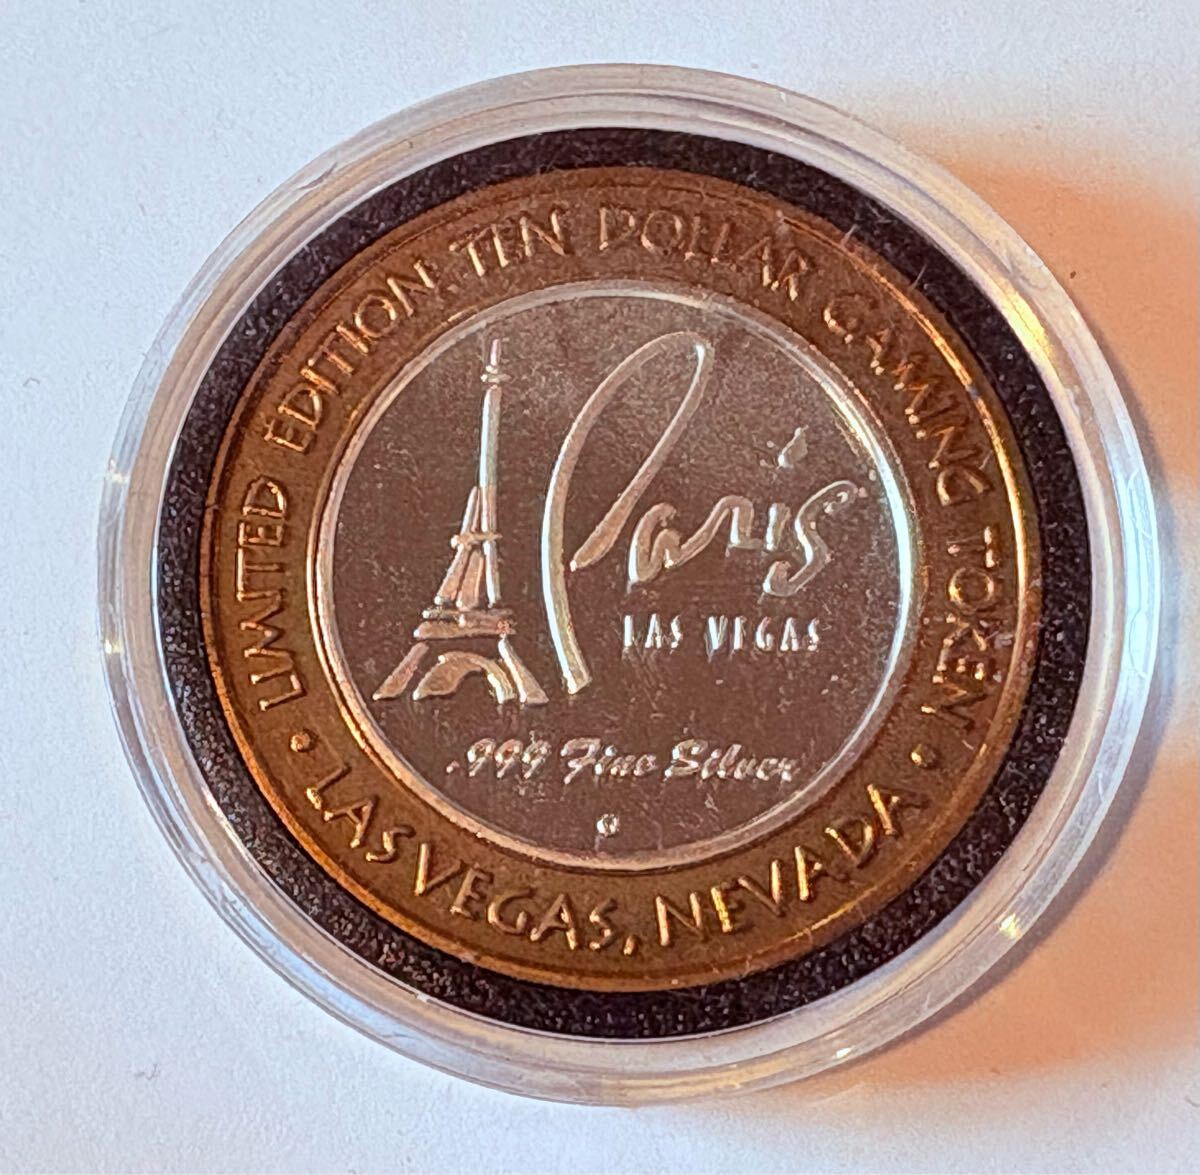 LIMITED EDITION TEN DOLLAR GAMING TOKEN
Paris
LAS VEGAS
.999 Fine Silver
• LAS VEGAS, NEVADA •